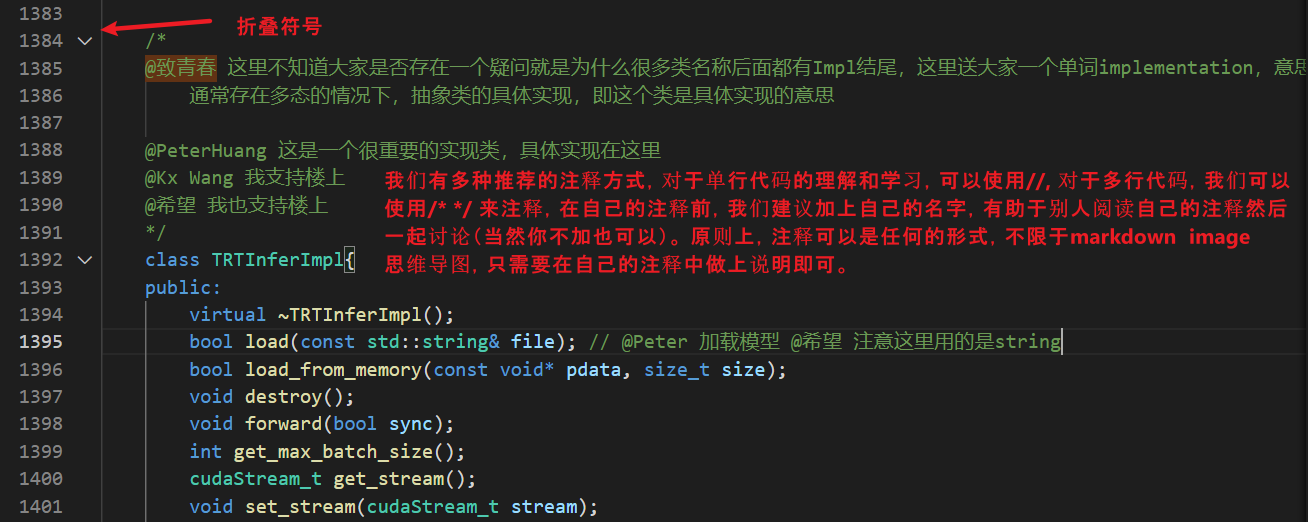 1383
折叠符号
1384 /*
1385 @致青春 这里不知道大家是否存在一个疑问就是为什么很多类名称后面都有Impl结尾，这里送大家一个单词implementation，意思
1386 通常存在多态的情况下，抽象类的具体实现，即这个类是具体实现的意思
1387
1388 @PeterHuang 这是一个很重要的实现类，具体实现在这里
1389 @Kx Wang 我支持楼上
1390 @希望 我也支持楼上
1391 */
我们有多种推荐的注释方式，对于单行代码的理解和学习，可以使用//, 对于多行代码，我们可以
使用/* */ 来注释，在自己的注释前，我们建议加上自己的名字，有助于别人阅读自己的注释然后
一起讨论（当然你不加也可以）。原则上，注释可以是任何的形式，不限于markdown image
思维导图，只需要在自己的注释中做上说明即可。
1392 class TRTInferImpl{
1393 public:
1394 virtual ~TRTInferImpl();
1395 bool load(const std::string& file); // @Peter 加载模型 @希望 注意这里用的是string
1396 bool load_from_memory(const void* pdata, size_t size);
1397 void destroy();
1398 void forward(bool sync);
1399 int get_max_batch_size();
1400 cudaStream_t get_stream();
1401 void set_stream(cudaStream_t stream);